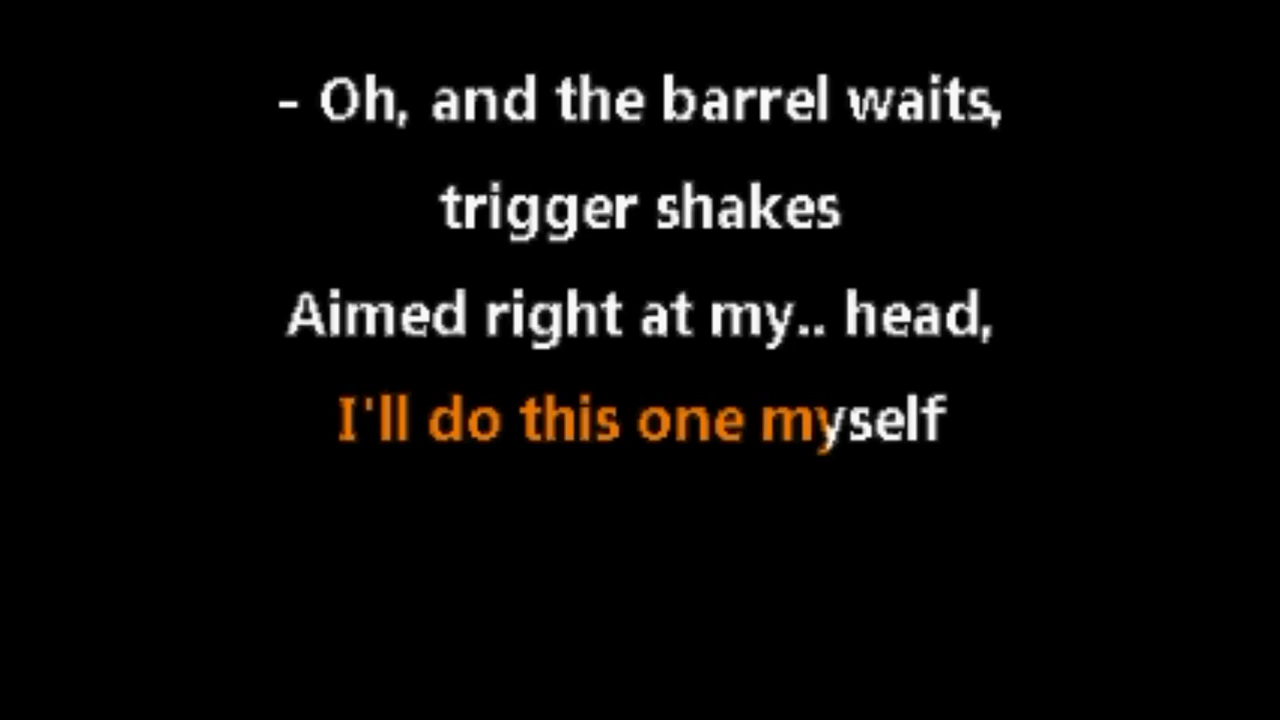 - Oh, and the barrel waits,
trigger shakes
Aimed right at my.. head,
I'll do this one myself